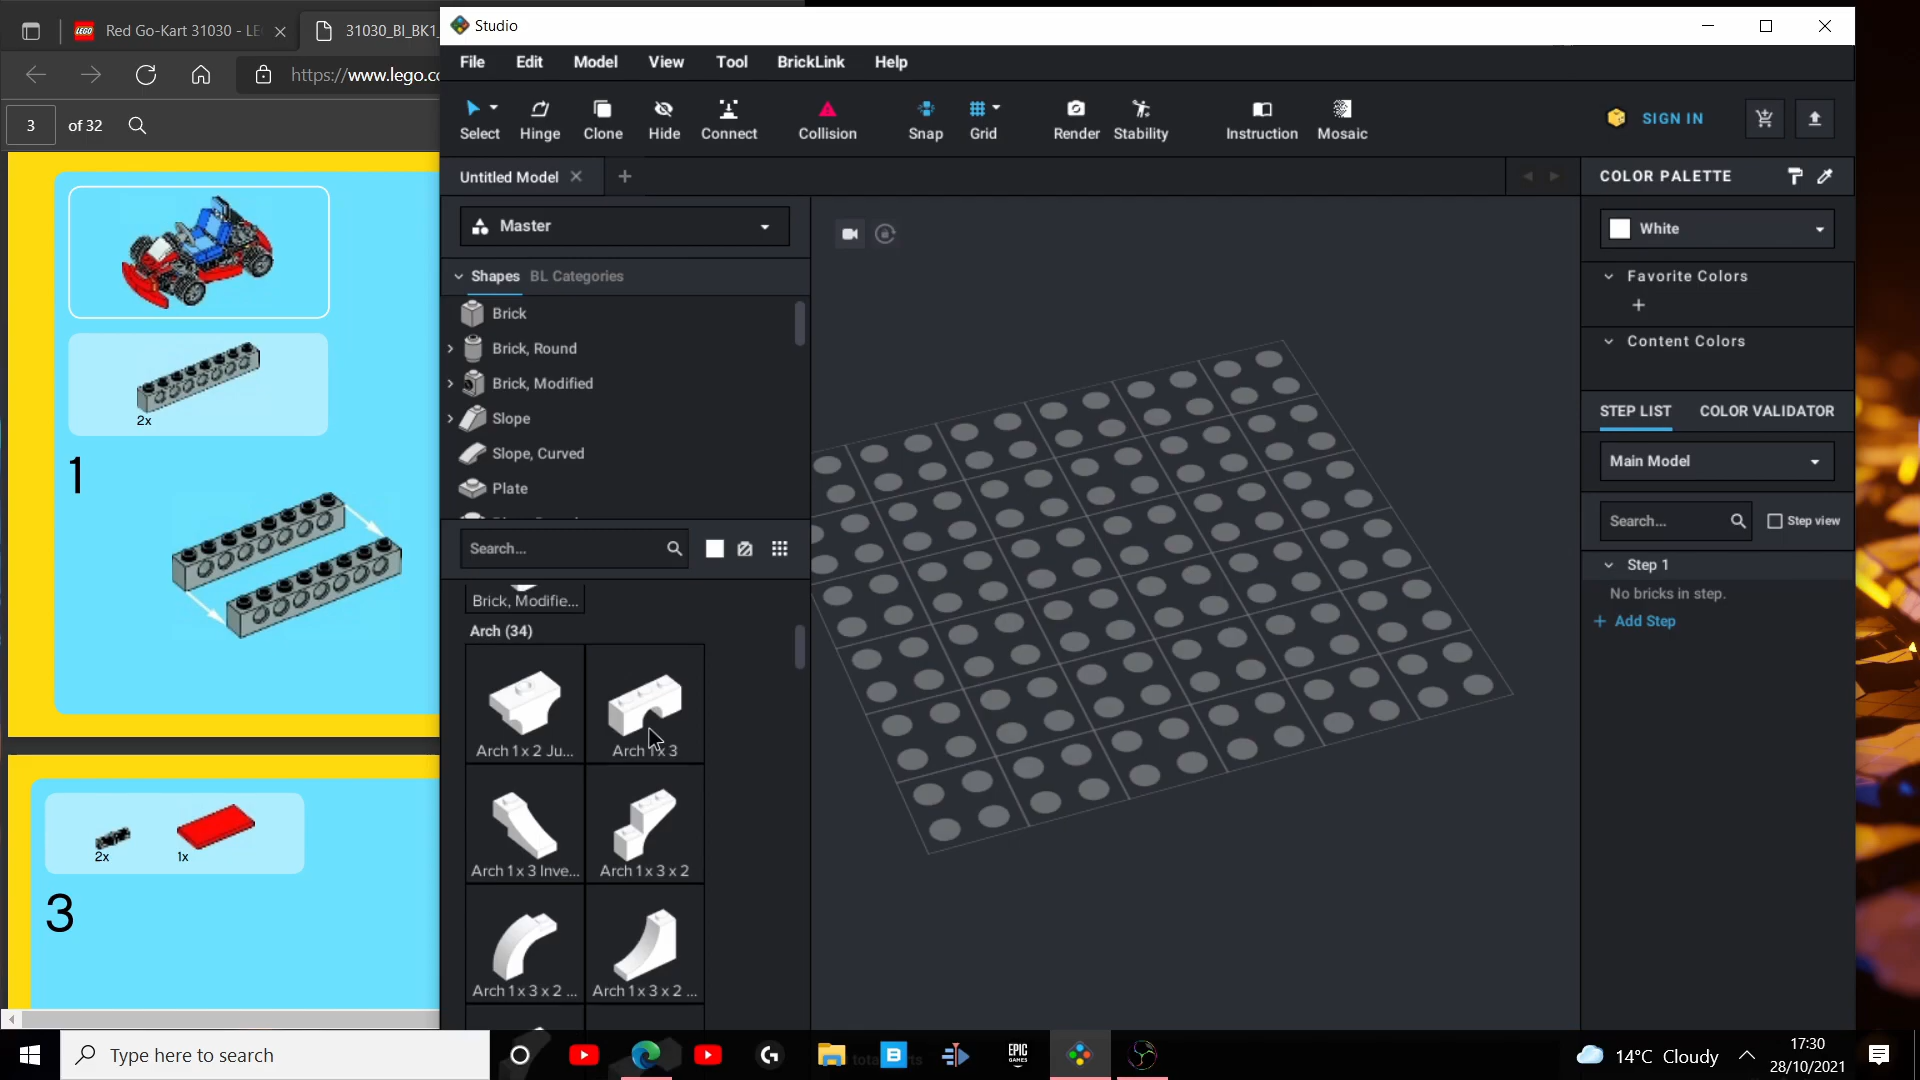 Red Go-Kart 31030 - LE
31030_BI_BK1_
https://www.lego.co
3 of 32
2x
1
2x
1x
3
Studio
File Edit Model View Tool BrickLink Help
Select Hinge Clone Hide Connect Collision Snap Grid Render Stability Instruction Mosaic
SIGN IN
Untitled Model
Master
Shapes BL Categories
Brick
Brick, Round
Brick, Modified
Slope
Slope, Curved
Plate
Search...
Brick, Modifie...
Arch (34)
Arch 1 x 2 Ju...
Arch 1 x 3
Arch 1 x 3 Inve...
Arch 1 x 3 x 2
Arch 1 x 3 x 2 ...
Arch 1 x 3 x 2 ...
COLOR PALETTE
White
Favorite Colors
Content Colors
STEP LIST COLOR VALIDATOR
Main Model
Search... Step view
Step 1
No bricks in step.
+ Add Step
Type here to search
EPIC
GAMES
14°C Cloudy
17:30
28/10/2021